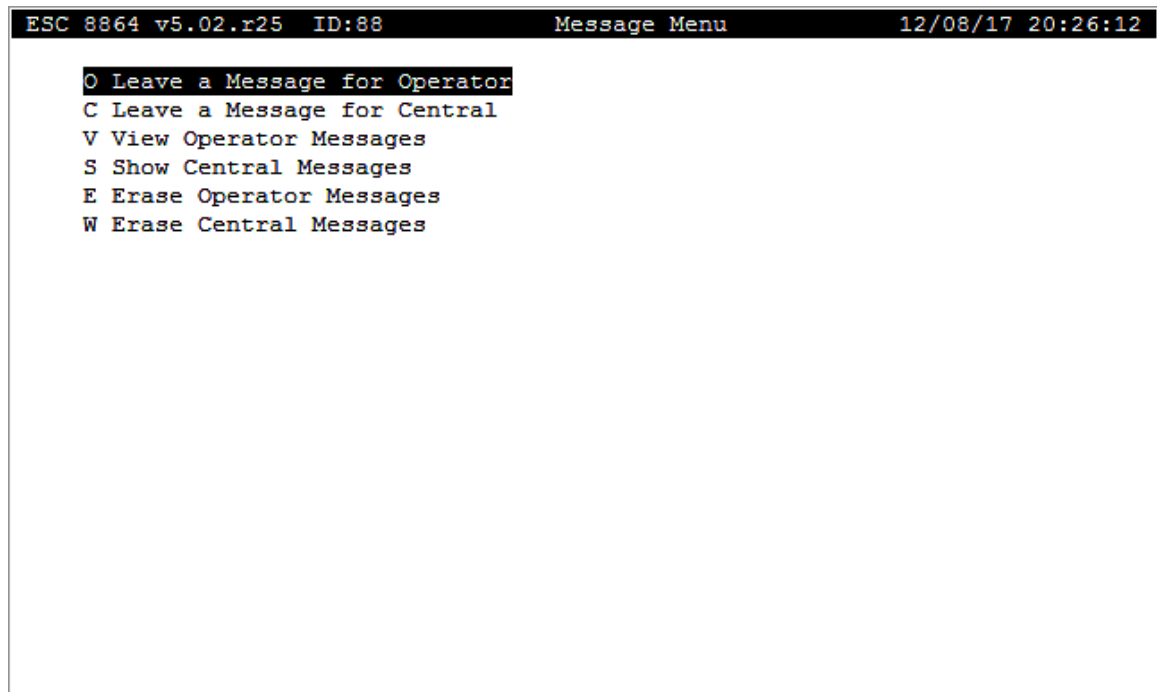 ESC 8864 v5.02.r25 ID:88 Message Menu 12/08/17 20:26:12
O Leave a Message for Operator
C Leave a Message for Central
V View Operator Messages
S Show Central Messages
E Erase Operator Messages
W Erase Central Messages